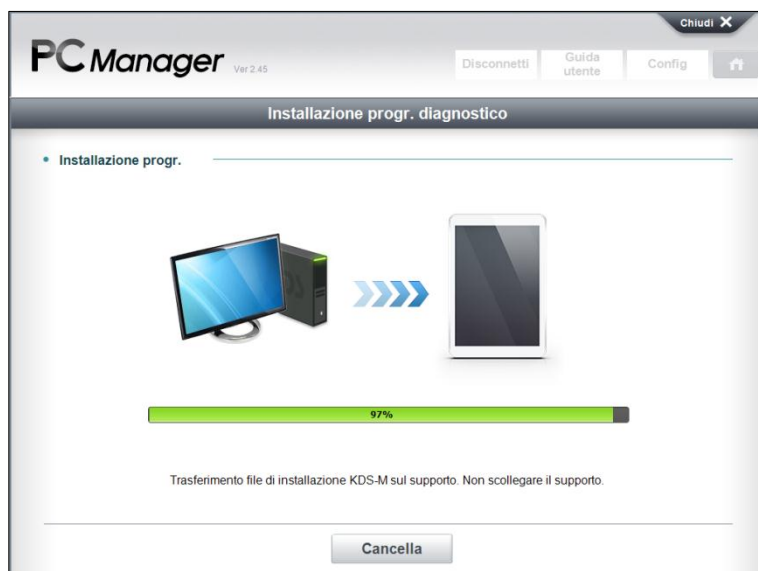 Chiudi X
PC Manager Ver 2.45
Disconnetti
Guida
utente
Config
Installazione progr. diagnostico
Installazione progr.
97%
Trasferimento file di installazione KDS-M sul supporto. Non scollegare il supporto.
Cancella